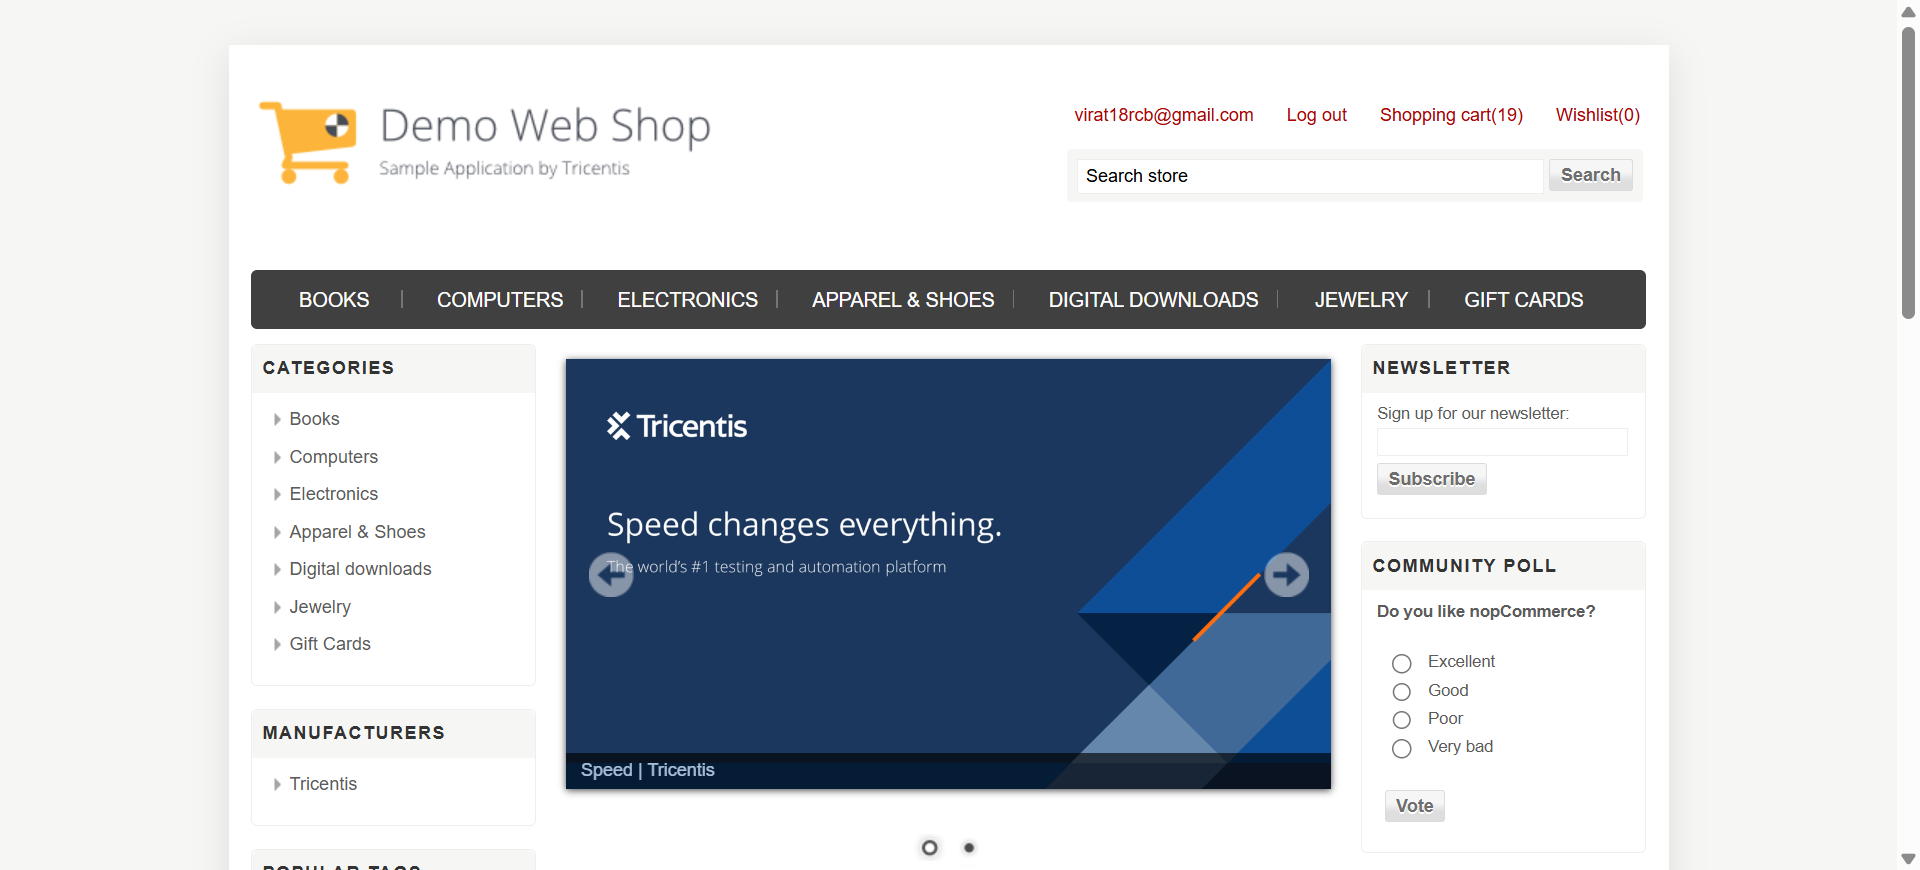 Demo Web Shop
Sample Application by Tricentis
virat18rcb@gmail.com Log out Shopping cart(19) Wishlist(0)
Search store Search
BOOKS COMPUTERS ELECTRONICS APPAREL & SHOES DIGITAL DOWNLOADS JEWELRY GIFT CARDS
CATEGORIES
Books
Computers
Electronics
Apparel & Shoes
Digital downloads
Jewelry
Gift Cards
MANUFACTURERS
Tricentis
POPULAR TAGS
Tricentis
Speed changes everything.
The world's #1 testing and automation platform
Speed | Tricentis
NEWSLETTER
Sign up for our newsletter:
Subscribe
COMMUNITY POLL
Do you like nopCommerce?
Excellent
Good
Poor
Very bad
Vote